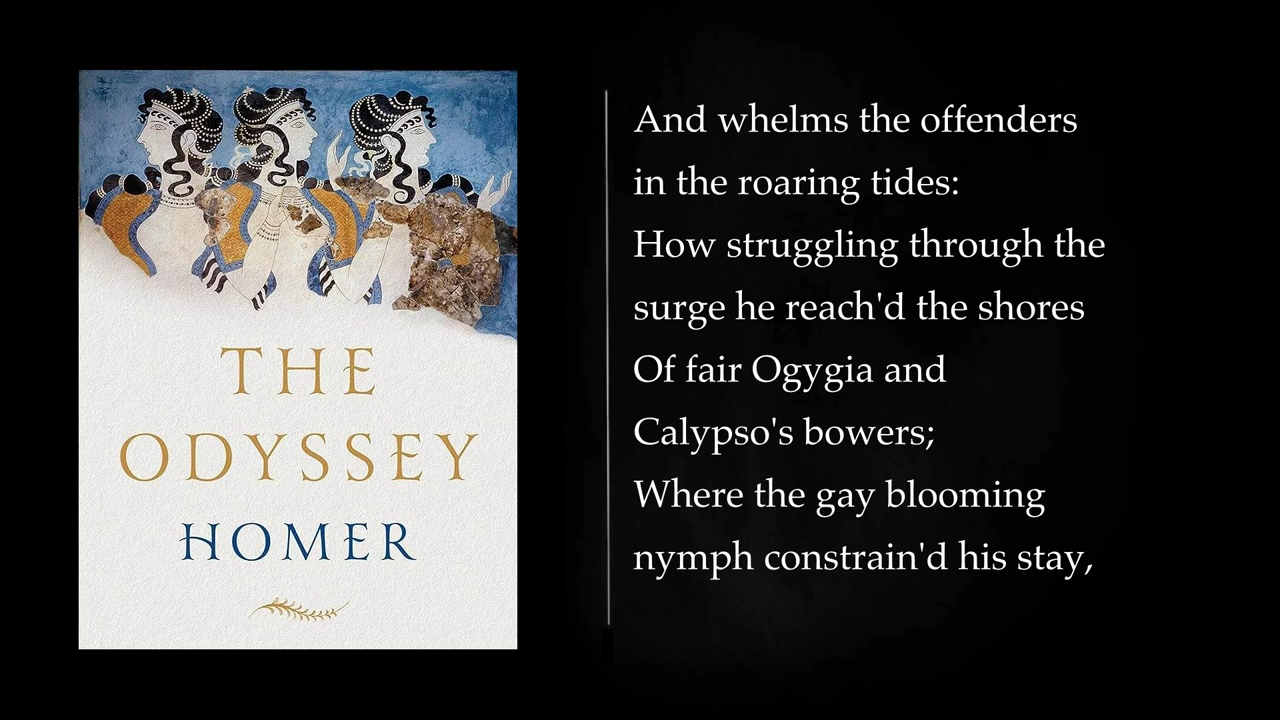 THE
ODYSSEY
HOMER
And whelms the offenders
in the roaring tides:
How struggling through the
surge he reach'd the shores
Of fair Ogygia and
Calypso's bowers;
Where the gay blooming
nymph constrain'd his stay,